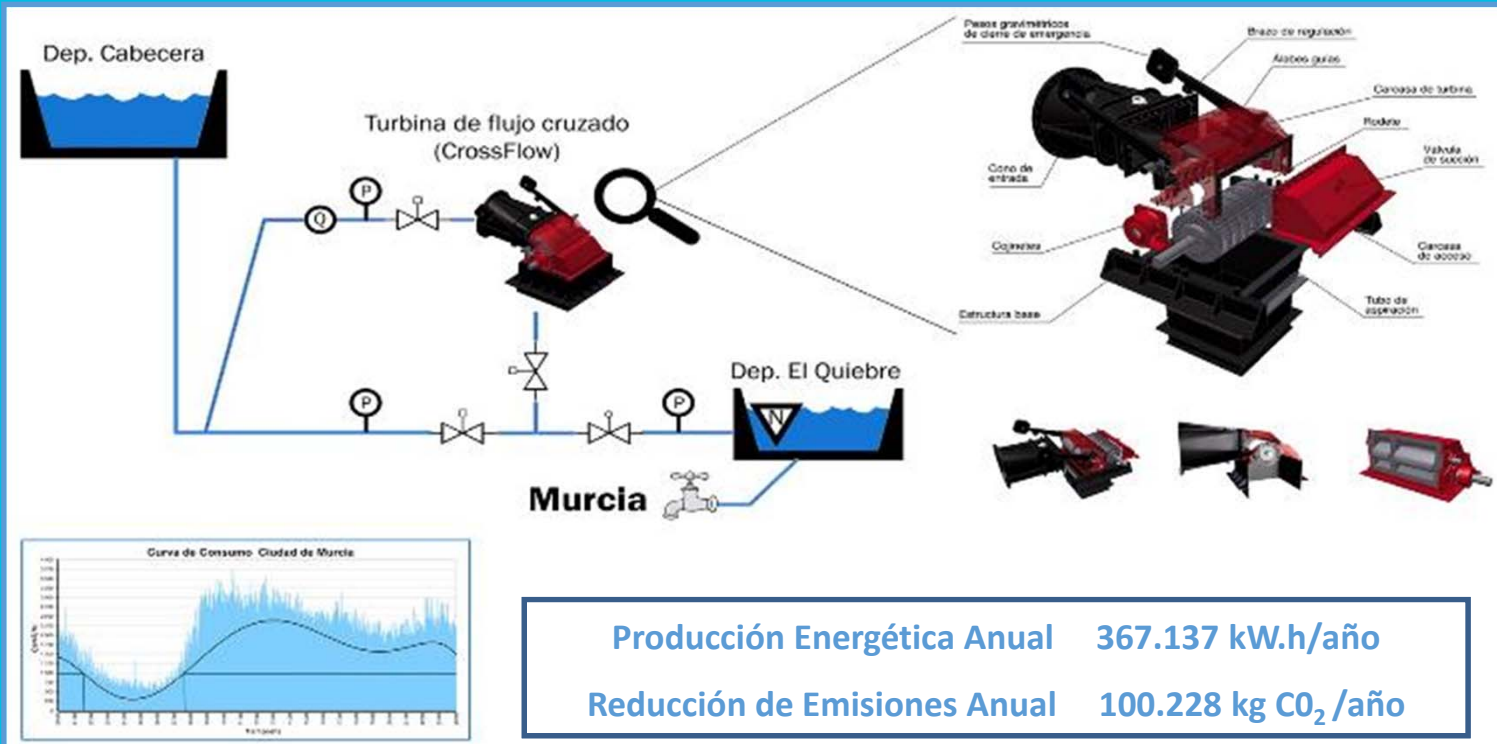 Dep. Cabecera
Turbina de flujo cruzado
(CrossFlow)
P
Q
P
P
N
Dep. El Quiebre
Murcia
Pesos gravimétricos
de cierre de emergencia
Brazo de regulación
Álabes guías
Carcasa de turbina
Rodete
Válvula
de succión
Cono de
entrada
Cojinetes
Carcasa
de acceso
Estructura base
Tubo de
aspiración
Curva de Consumo Ciudad de Murcia
Producción Energética Anual 367.137 kW.h/año
Reducción de Emisiones Anual 100.228 kg C0₂ /año